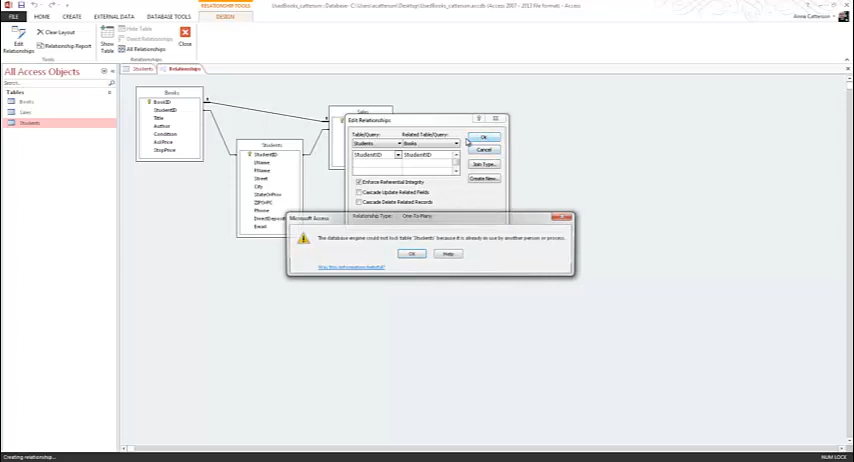 RELATIONSHIP TOOLS
UsedBooks_catterson : Database- C:\Users\acatterson\Desktop\UsedBooks_catterson.accdb (Access 2007 - 2013 file format) - Access
FILE HOME CREATE EXTERNAL DATA DATABASE TOOLS DESIGN
Anna Catterson
Edit Relationships
Clear Layout
Relationship Report
Tools
Show Table
Hide Table
Direct Relationships
All Relationships
Relationships
Close
All Access Objects
Search...
Tables
Books
Sales
Students
Students
Relationships
Books
BookID
StudentID
Title
Author
Condition
AskPrice
StopPrice
Students
StudentID
LName
FName
Street
City
StateOrProv
ZIPOrPC
Phone
Email
Sales
Edit Relationships
Table/Query: Related Table/Query:
Students Books
StudentID StudentID
OK
Cancel
Join Type..
Create New..
Enforce Referential Integrity
Cascade Update Related Fields
Cascade Delete Related Records
Relationship Type: One-To-Many
Microsoft Access
The database engine could not lock table 'Students' because it is already in use by another person or process.
OK Help
Was this information helpful?
Creating relationship...
NUM LOCK